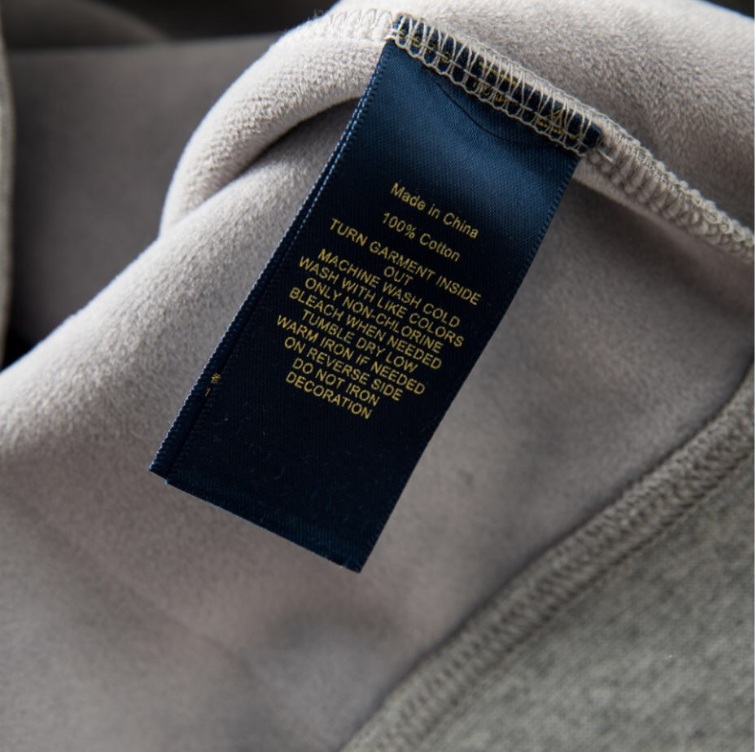 Made in China
100% Cotton
TURN GARMENT INSIDE
OUT
MACHINE WASH COLD
WASH WITH LIKE COLORS
ONLY NON-CHLORINE
BLEACH WHEN NEEDED
TUMBLE DRY LOW
WARM IRON IF NEEDED
ON REVERSE SIDE
DO NOT IRON
DECORATION